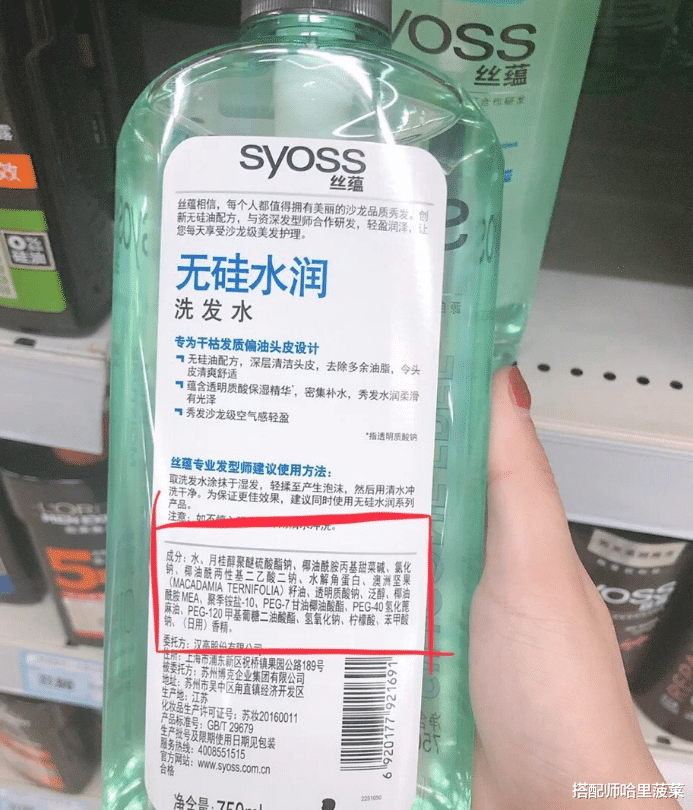 syoss
丝蕴
丝蕴相信，每个人都值得拥有美丽的沙龙品质秀发。创
新无硅油配方，与资深发型师合作研发，轻盈润泽，让
您每天享受沙龙级美发护理。
无硅水润
洗发水
专为干枯发质偏油头皮设计
无硅油配方，深层清洁头皮，去除多余油脂，令头
皮清爽舒适
蕴含透明质酸保湿精华*，密集补水，秀发水润柔滑
有光泽
秀发沙龙级空气感轻盈
*指透明质酸钠
丝蕴专业发型师建议使用方法：
取洗发水涂抹于湿发，轻揉至产生泡沫，然后用清水冲
洗干净。为保证更佳效果，建议同时使用无硅水润系列
产品。
注意：
成分：水、月桂醇聚醚硫酸酯钠、椰油酰胺丙基甜菜碱、氯化
钠、椰油酰两性基二乙酸二钠、水解角蛋白、澳洲坚果
（MACADAMIA TERNIFOLIA）籽油、透明质酸钠、泛醇、椰油
酰胺MEA、聚季铵盐-10、PEG-7 甘油椰油酸酯、PEG-40 氢化蓖
麻油、PEG-120 甲基葡糖二油酸酯、氢氧化钠、柠檬酸、苯甲酸
钠、（日用）香精。
委托方：汉高股份有限公司
住所：上海市浦东新区祝桥镇果园公路189号
被委托方：苏州博克企业集团有限公司
地址：苏州市吴中区甪直镇经济开发区
生产地：江苏
化妆品生产许可证号：苏妆20160011
产品标准号：GB/T 29679
生产批号及限期使用日期见包装
服务热线：4008551515
官方网站：www.syoss.com.cn
合格
净含量：750ml
6920177921691
yoss
丝蕴
合作研发
e
0%
硅油
效
搭配师哈里菠菜